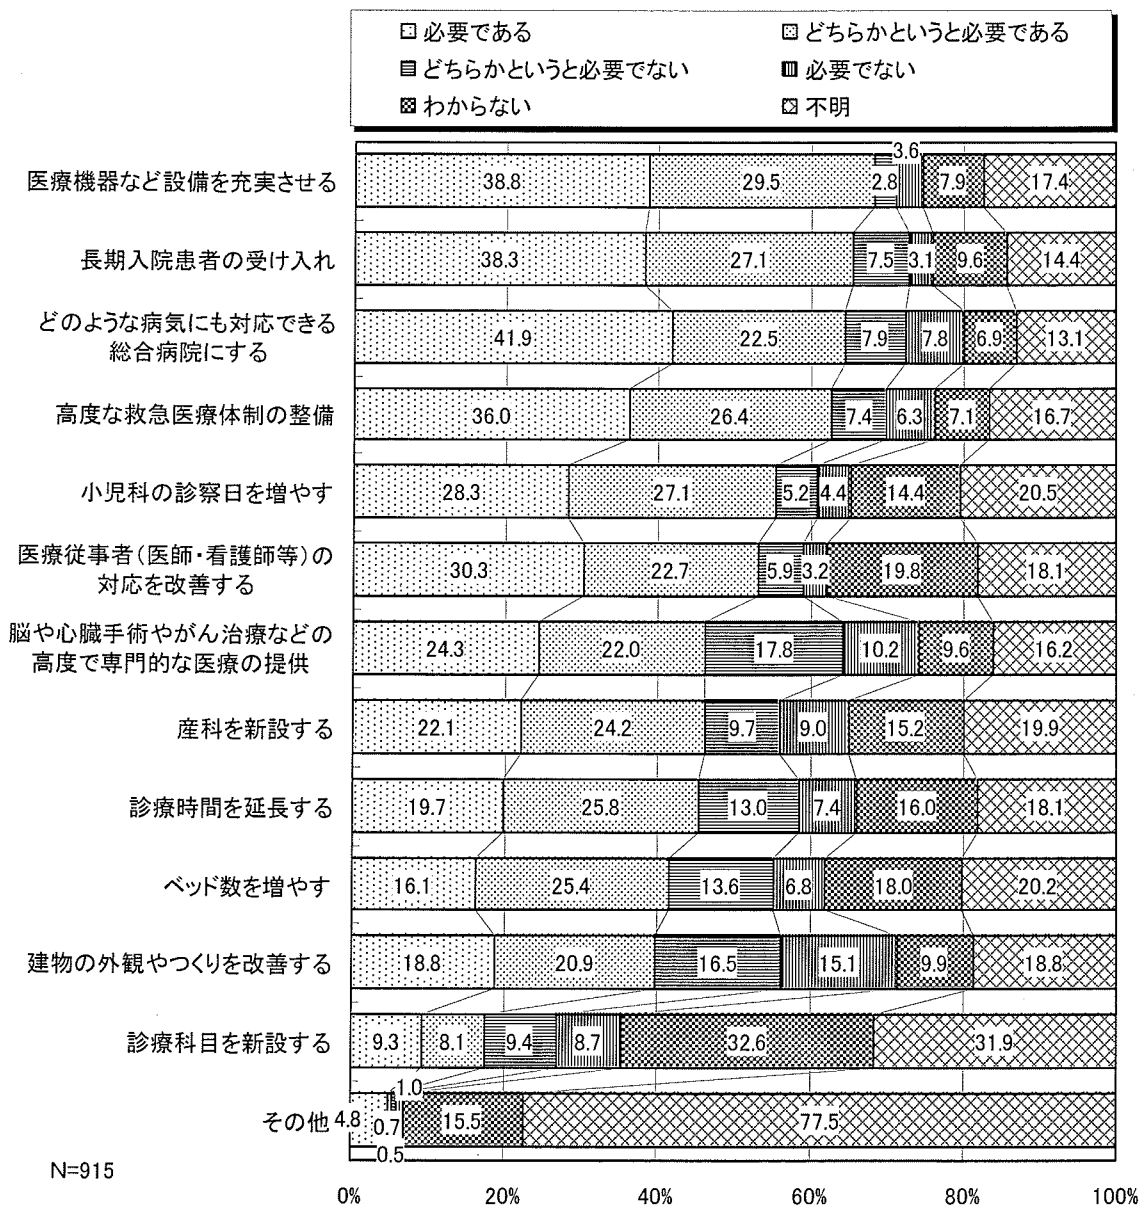 必要である
どちらかというと必要である
どちらかというと必要でない
必要でない
わからない
不明
3.6
医療機器など設備を充実させる 38.8 29.5 2.8 7.9 17.4
長期入院患者の受け入れ 38.3 27.1 7.5 3.1 9.6 14.4
どのような病気にも対応できる
総合病院にする
41.9 22.5 7.9 7.8 6.9 13.1
高度な救急医療体制の整備 36.0 26.4 7.4 6.3 7.1 16.7
小児科の診察日を増やす 28.3 27.1 5.2 4.4 14.4 20.5
医療従事者(医師・看護師等)の
対応を改善する
30.3 22.7 5.9 3.2 19.8 18.1
脳や心臓手術やがん治療などの
高度で専門的な医療の提供
24.3 22.0 17.8 10.2 9.6 16.2
産科を新設する 22.1 24.2 9.7 9.0 15.2 19.9
診療時間を延長する 19.7 25.8 13.0 7.4 16.0 18.1
ベッド数を増やす 16.1 25.4 13.6 6.8 18.0 20.2
建物の外観やつくりを改善する 18.8 20.9 16.5 15.1 9.9 18.8
診療科目を新設する 9.3 8.1 9.4 8.7 32.6 31.9
1.0
その他 4.8 0.7 15.5 77.5
0.5
N=915
0% 20% 40% 60% 80% 100%